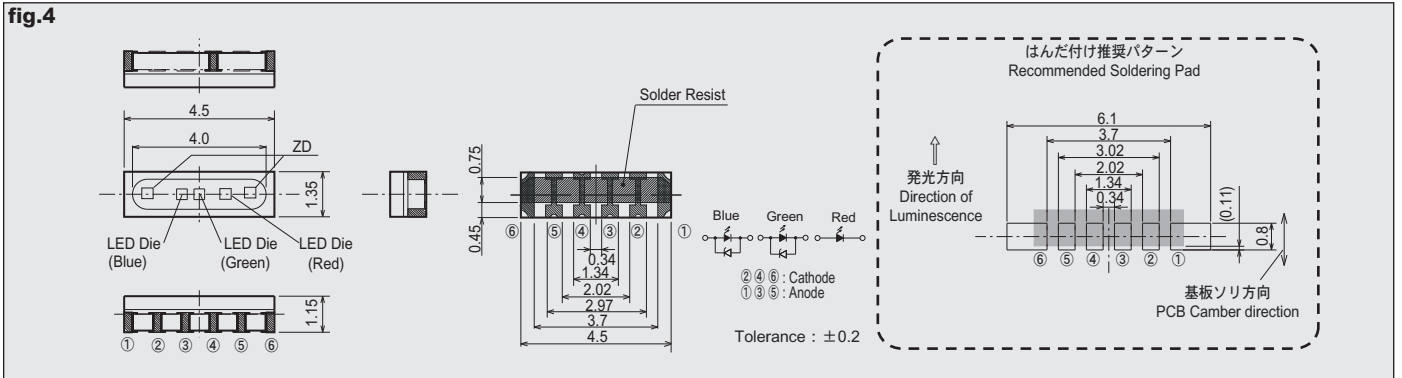 fig.4
4.5
4.0
ZD
1.35
LED Die
(Blue)
LED Die
(Green)
LED Die
(Red)
1.15
① ② ③ ④ ⑤ ⑥
Solder Resist
0.75
0.45
⑥ ⑤ ④ ③ ② ①
0.34
1.34
2.02
2.97
3.7
4.5
Blue Green Red
②④⑥ : Cathode
①③⑤ : Anode
Tolerance : ±0.2
はんだ付け推奨パターン
Recommended Soldering Pad
発光方向
Direction of
Luminescence
6.1
3.7
3.02
2.02
1.34
0.34
(0.11)
0.8
⑥ ⑤ ④ ③ ② ①
基板ソリ方向
PCB Camber direction